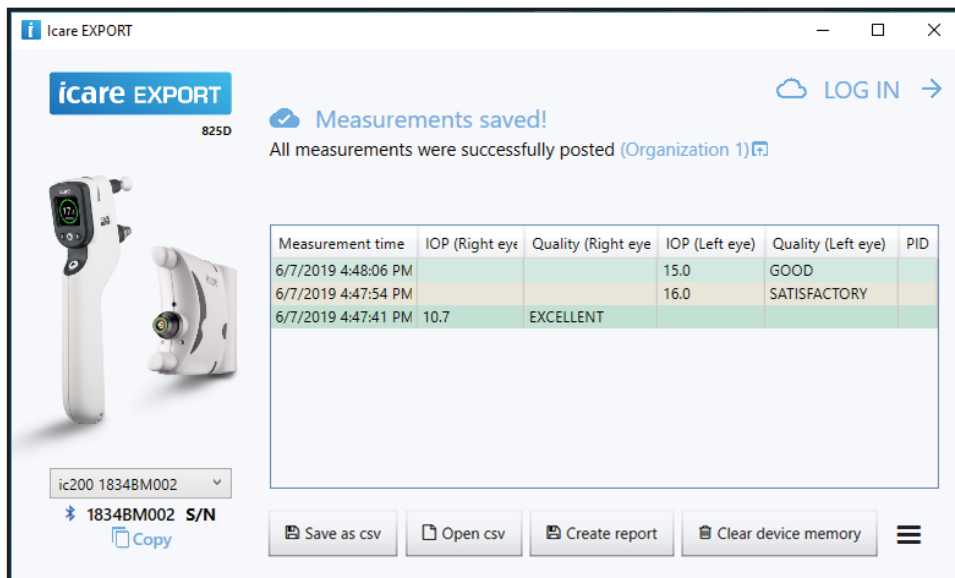 Icare EXPORT
icare EXPORT
825D
LOG IN
Measurements saved!
All measurements were successfully posted (Organization 1)
Measurement time IOP (Right eye Quality (Right eye IOP (Left eye) Quality (Left eye) PID
6/7/2019 4:48:06 PM 15.0 GOOD
6/7/2019 4:47:54 PM 16.0 SATISFACTORY
6/7/2019 4:47:41 PM 10.7 EXCELLENT
ic200 1834BM002
1834BM002 S/N
Copy
Save as csv Open csv Create report Clear device memory